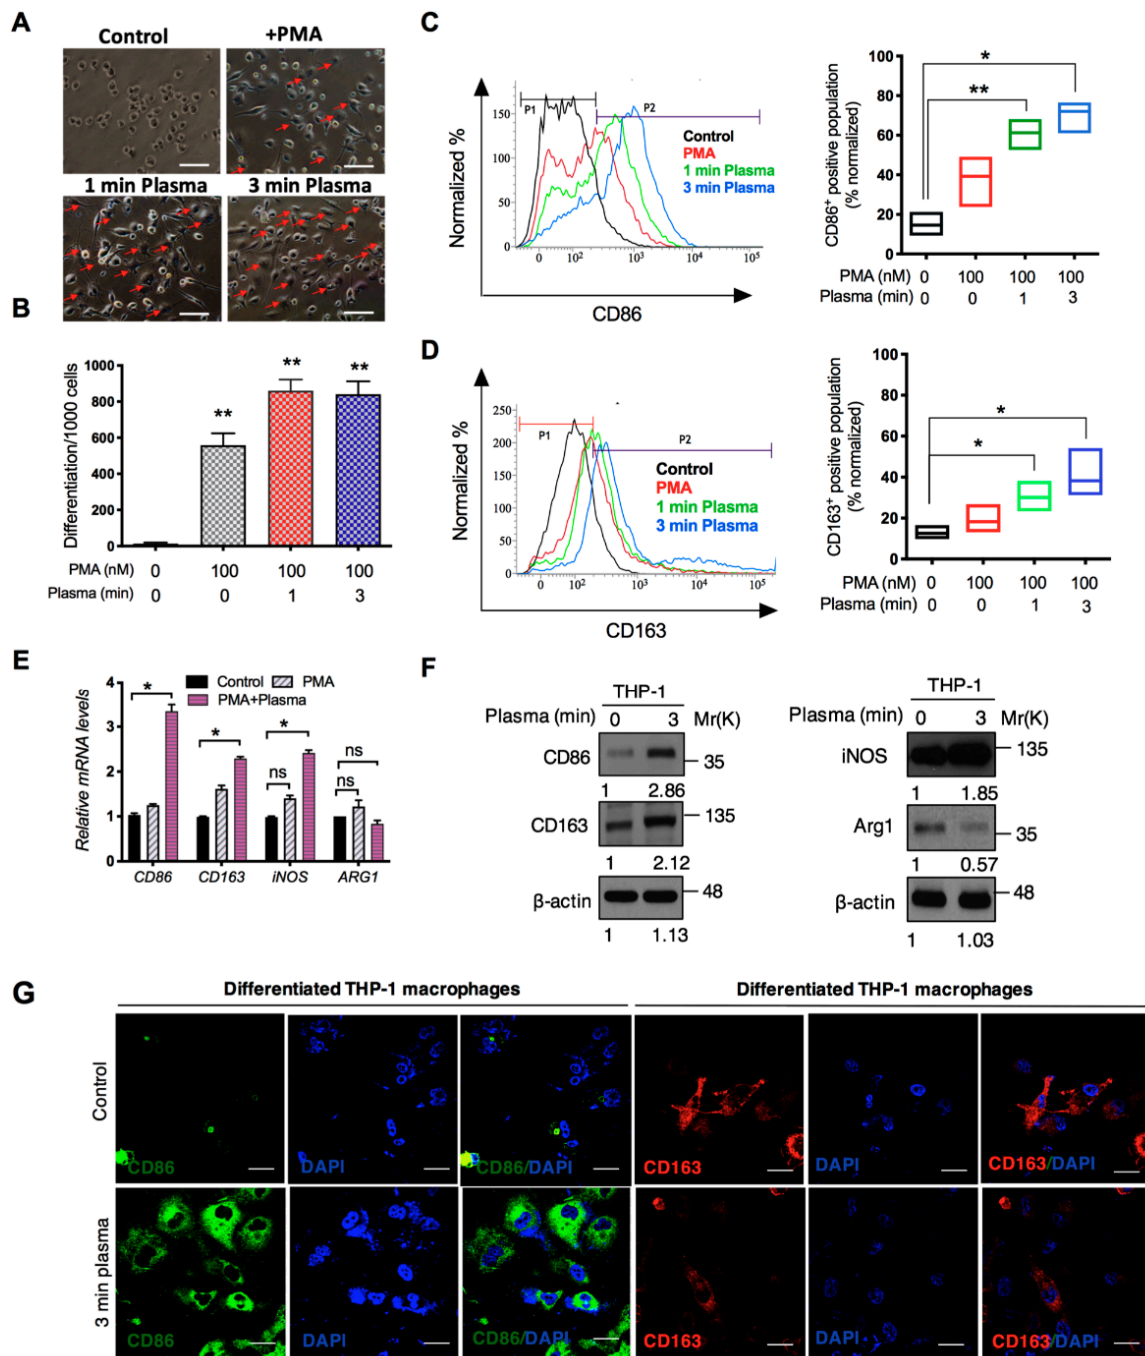 A
Control
+PMA
1 min Plasma
3 min Plasma
B
Differentiation/1000 cells
1000
800
600
400
200
0
**
**
**
PMA (nM)
0
100
100
100
Plasma (min)
0
0
1
3
C
Normalized %
150
100
50
0
P1
P2
Control
PMA
1 min Plasma
3 min Plasma
0
10²
10³
10⁴
10⁵
CD86
CD86⁺ positive population
(% normalized)
100
80
60
40
20
0
*
**
PMA (nM)
0
100
100
100
Plasma (min)
0
0
1
3
D
Normalized %
250
200
150
100
50
0
P1
P2
Control
PMA
1 min Plasma
3 min Plasma
0
10²
10³
10⁴
10⁵
CD163
CD163⁺ positive population
(% normalized)
100
80
60
40
20
0
*
*
PMA (nM)
0
100
100
100
Plasma (min)
0
0
1
3
E
Relative mRNA levels
4
3
2
1
0
Control
PMA
PMA+Plasma
*
*
*
ns
ns
ns
CD86
CD163
iNOS
ARG1
F
THP-1
Plasma (min)
0
3
Mr(K)
CD86
35
1
2.86
CD163
135
1
2.12
β-actin
48
1
1.13
THP-1
Plasma (min)
0
3
Mr(K)
iNOS
135
1
1.85
Arg1
35
1
0.57
β-actin
48
1
1.03
G
Differentiated THP-1 macrophages
Differentiated THP-1 macrophages
Control
CD86
DAPI
CD86/DAPI
CD163
DAPI
CD163/DAPI
3 min plasma
CD86
DAPI
CD86/DAPI
CD163
DAPI
CD163/DAPI